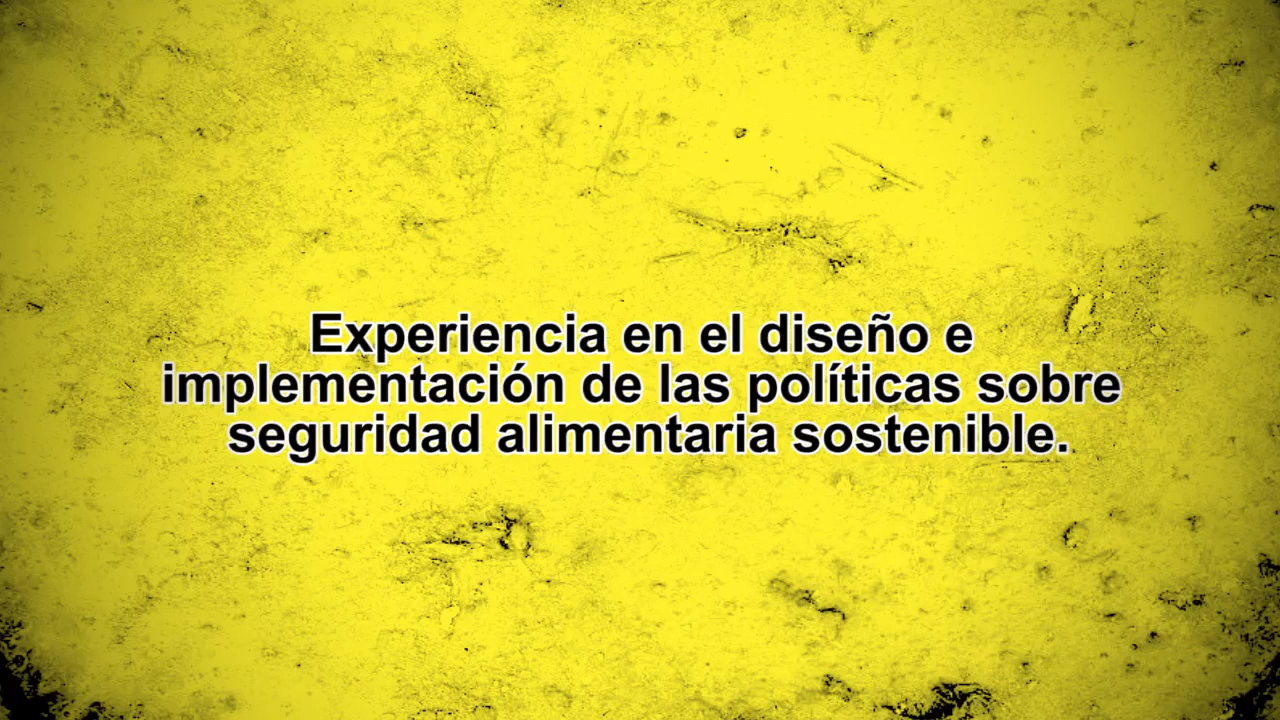 Experiencia en el diseño e
implementación de las políticas sobre
seguridad alimentaria sostenible.